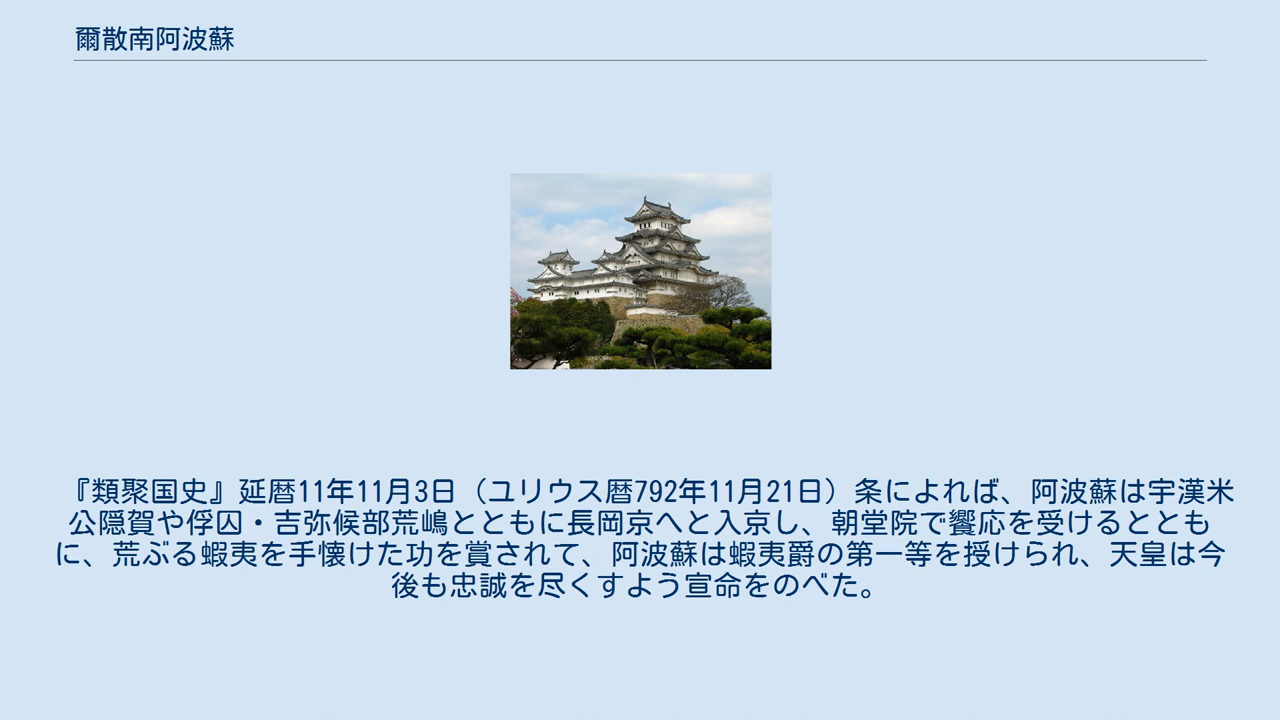 爾散南阿波蘇
『類聚国史』延暦11年11月3日（ユリウス暦792年11月21日）条によれば、阿波蘇は宇漢米
公隠賀や俘囚・吉弥候部荒嶋とともに長岡京へと入京し、朝堂院で饗応を受けるととも
に、荒ぶる蝦夷を手懐けた功を賞されて、阿波蘇は蝦夷爵の第一等を授けられ、天皇は今
後も忠誠を尽くすよう宣命をのべた。